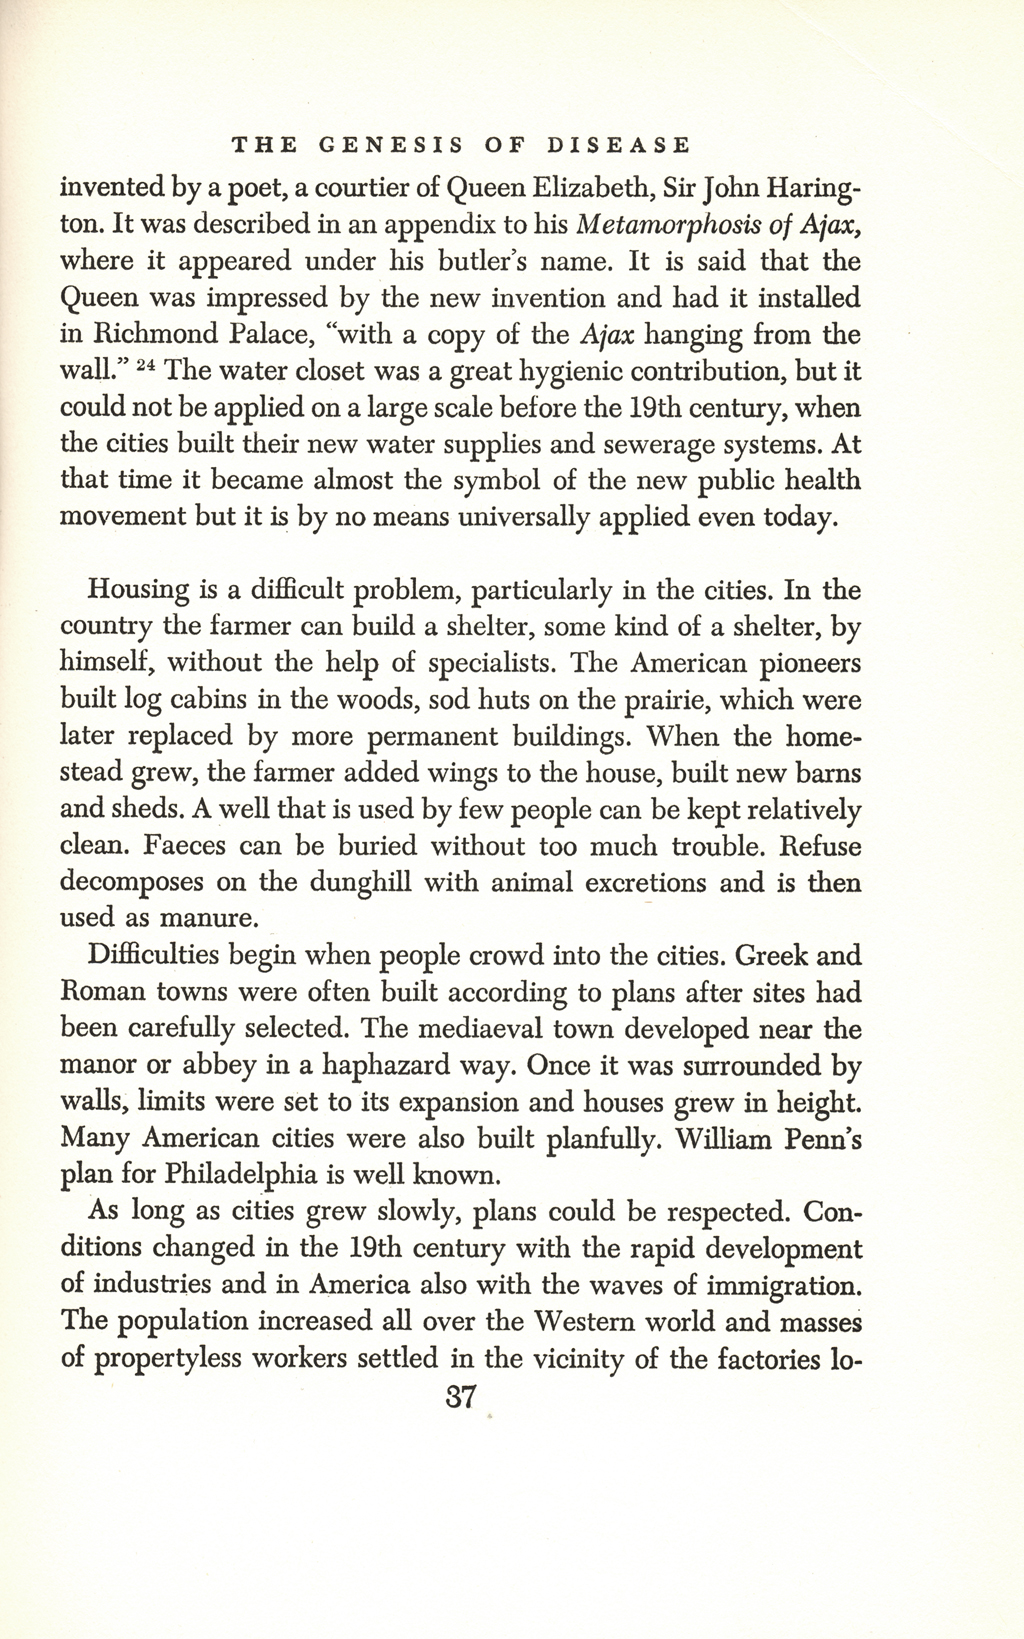 THE GENESIS OF DISEASE
invented by a poet, a courtier of Queen Elizabeth, Sir John Haring-
ton. It was described in an appendix to his Metamorphosis of Ajax,
where it appeared under his butler's name. It is said that the
Queen was impressed by the new invention and had it installed
in Richmond Palace, “with a copy of the Ajax hanging from the
wall.” 24 The water closet was a great hygienic contribution, but it
could not be applied on a large scale before the 19th century, when
the cities built their new water supplies and sewerage systems. At
that time it became almost the symbol of the new public health
movement but it is by no means universally applied even today.
Housing is a difficult problem, particularly in the cities. In the
country the farmer can build a shelter, some kind of a shelter, by
himself, without the help of specialists. The American pioneers
built log cabins in the woods, sod huts on the prairie, which were
later replaced by more permanent buildings. When the home-
stead grew, the farmer added wings to the house, built new barns
and sheds. A well that is used by few people can be kept relatively
clean. Faeces can be buried without too much trouble. Refuse
decomposes on the dunghill with animal excretions and is then
used as manure.
Difficulties begin when people crowd into the cities. Greek and
Roman towns were often built according to plans after sites had
been carefully selected. The mediaeval town developed near the
manor or abbey in a haphazard way. Once it was surrounded by
walls, limits were set to its expansion and houses grew in height.
Many American cities were also built planfully. William Penn's
plan for Philadelphia is well known.
As long as cities grew slowly, plans could be respected. Con-
ditions changed in the 19th century with the rapid development
of industries and in America also with the waves of immigration.
The population increased all over the Western world and masses
of propertyless workers settled in the vicinity of the factories lo-
37